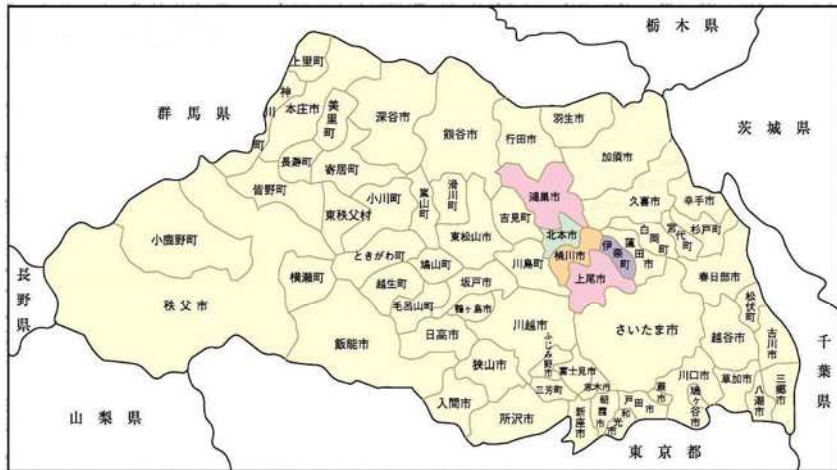 栃木県
群馬県
茨城県
長野県
山梨県
東京都
千葉県
上里町
神川町
本庄市
美里町
深谷市
熊谷市
行田市
羽生市
加須市
長瀞町
寄居町
皆野町
小川町
嵐山町
滑川町
吉見町
鴻巣市
久喜市
幸手市
小鹿野町
東秩父村
東松山市
北本市
桶川市
伊奈町
蓮田市
白岡町
宮代町
杉戸町
ときがわ町
鳩山町
川島町
上尾市
春日部市
秩父市
横瀬町
越生町
毛呂山町
坂戸市
鶴ヶ島市
松伏町
飯能市
日高市
川越市
さいたま市
越谷市
吉川市
狭山市
ふじみ野市
富士見市
三芳町
志木市
川口市
草加市
三郷市
八潮市
入間市
所沢市
新座市
朝霞市
和光市
戸田市
蕨市
鳩ヶ谷市